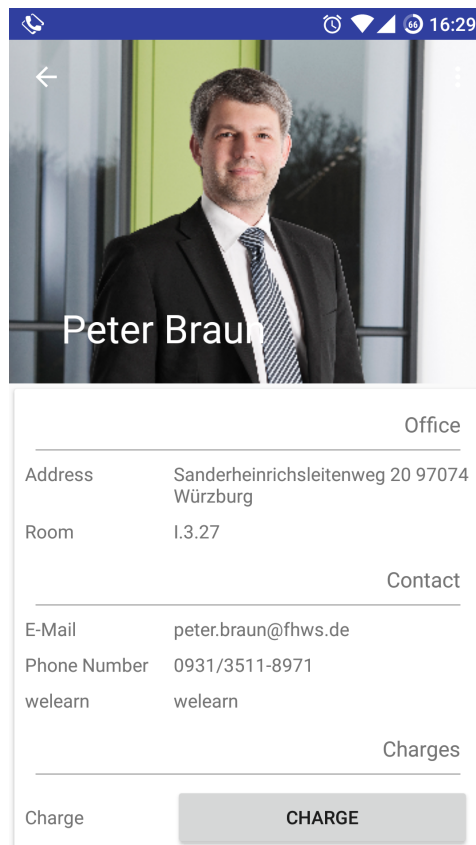 66 16:29
Peter Braun
Office
Address Sanderheinrichsleitenweg 20 97074
Würzburg
Room I.3.27
Contact
E-Mail peter.braun@fhws.de
Phone Number 0931/3511-8971
welearn welearn
Charges
Charge CHARGE